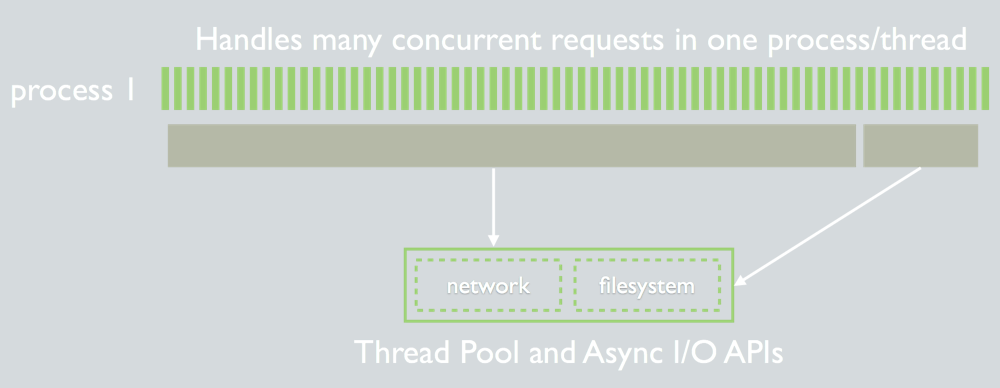 Handles many concurrent requests in one process/thread
process 1
network
filesystem
Thread Pool and Async I/O APIs